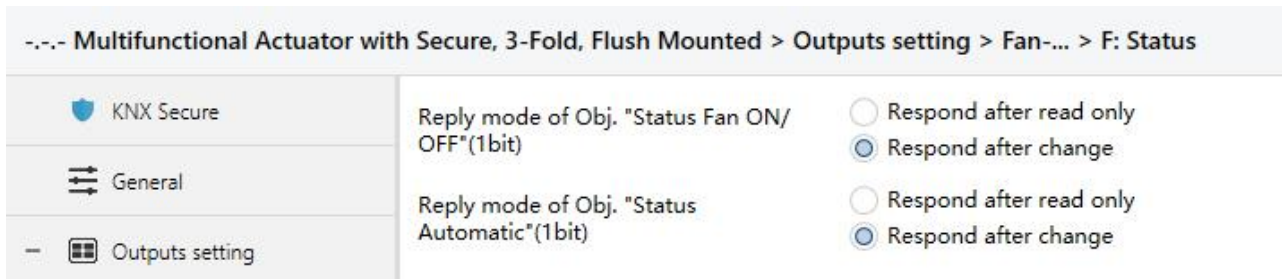 -.-.- Multifunctional Actuator with Secure, 3-Fold, Flush Mounted > Outputs setting > Fan-... > F: Status
KNX Secure
General
− Outputs setting
Reply mode of Obj. "Status Fan ON/
OFF"(1bit)
Respond after read only
Respond after change
Reply mode of Obj. "Status
Automatic"(1bit)
Respond after read only
Respond after change